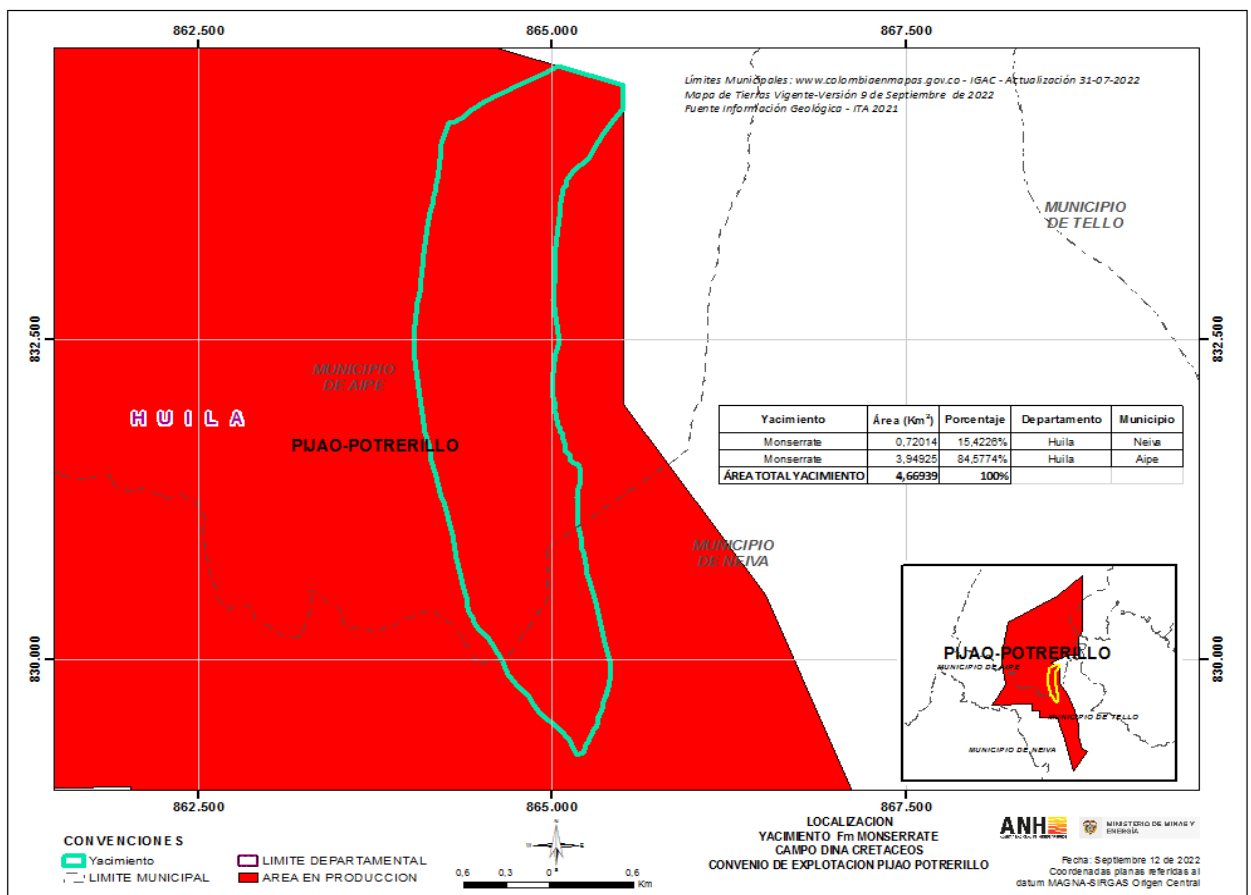 862.500 865.000 867.500
Límites Municipales: www.colombiaenmapas.gov.co - IGAC - Actualización 31-07-2022
Mapa de Tierras Vigente-Versión 9 de Septiembre de 2022
Fuente Información Geológica - ITA 2021
MUNICIPIO
DE TELLO
832.500 832.500
MUNICIPIO
DE AIPE
HUILA
PIJAO-POTRERILLO
Yacimiento Área (Km²) Porcentaje Departamento Municipio
Monserrate 0,72014 15,4226% Huila Neiva
Monserrate 3,94925 84,5774% Huila Aipe
ÁREA TOTAL YACIMIENTO 4,66939 100%
MUNICIPIO
DE NEIVA
830.000 830.000
PIJAO-POTRERILLO
MUNICIPIO DE AIPE
MUNICIPIO DE TELLO
MUNICIPIO DE NEIVA
862.500 865.000 867.500
CONVENCIONES
Yacimiento
LIMITE MUNICIPAL
LIMITE DEPARTAMENTAL
AREA EN PRODUCCION
N
W E
S
0,6 0,3 0 0,6
Km
LOCALIZACION
YACIMIENTO Fm MONSERRATE
CAMPO DINA CRETACEOS
CONVENIO DE EXPLOTACION PIJAO POTRERILLO
ANH
MINISTERIO DE MINAS Y
ENERGÍA
Fecha: Septiembre 12 de 2022
Coordenadas planas referidas al
datum MAGNA-SIRGAS Origen Central